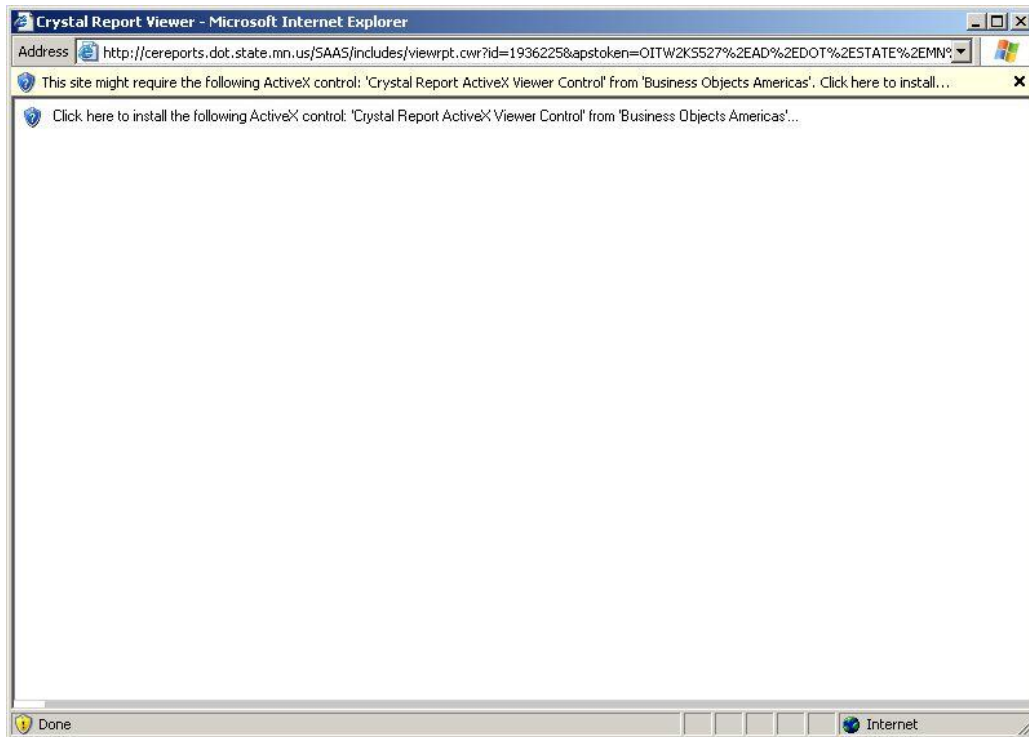 Crystal Report Viewer - Microsoft Internet Explorer
Address http://cereports.dot.state.mn.us/SAAS/includes/viewrpt.cwr?id=1936225&apstoken=OITW2KS527%2EAD%2EDOT%2ESTATE%2EMN%
This site might require the following ActiveX control: 'Crystal Report ActiveX Viewer Control' from 'Business Objects Americas'. Click here to install...
Click here to install the following ActiveX control: 'Crystal Report ActiveX Viewer Control' from 'Business Objects Americas'...
Done Internet